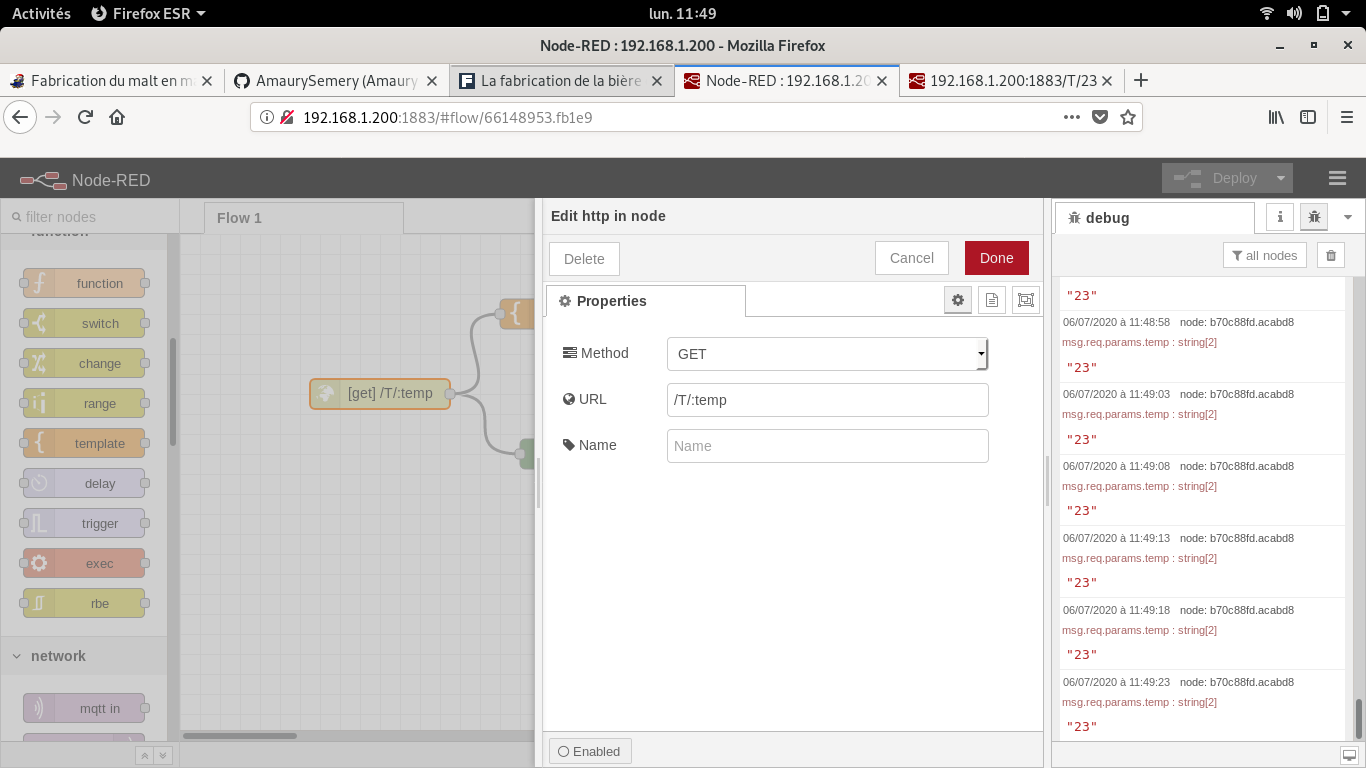 Activités
Firefox ESR
lun. 11:49
Node-RED : 192.168.1.200 - Mozilla Firefox
Fabrication du malt en m
AmaurySemery (Amaury
La fabrication de la bière
Node-RED : 192.168.1.20
192.168.1.200:1883/T/23
192.168.1.200:1883/#flow/66148953.fb1e9
Node-RED
Deploy
filter nodes
function
function
switch
change
range
template
delay
trigger
exec
rbe
network
mqtt in
Flow 1
[get] /T/:temp
Edit http in node
Delete
Cancel
Done
Properties
Method
GET
URL
/T/:temp
Name
Name
Enabled
debug
i
all nodes
"23"
06/07/2020 à 11:48:58 node: b70c88fd.acabd8
msg.req.params.temp : string[2]
"23"
06/07/2020 à 11:49:03 node: b70c88fd.acabd8
msg.req.params.temp : string[2]
"23"
06/07/2020 à 11:49:08 node: b70c88fd.acabd8
msg.req.params.temp : string[2]
"23"
06/07/2020 à 11:49:13 node: b70c88fd.acabd8
msg.req.params.temp : string[2]
"23"
06/07/2020 à 11:49:18 node: b70c88fd.acabd8
msg.req.params.temp : string[2]
"23"
06/07/2020 à 11:49:23 node: b70c88fd.acabd8
msg.req.params.temp : string[2]
"23"